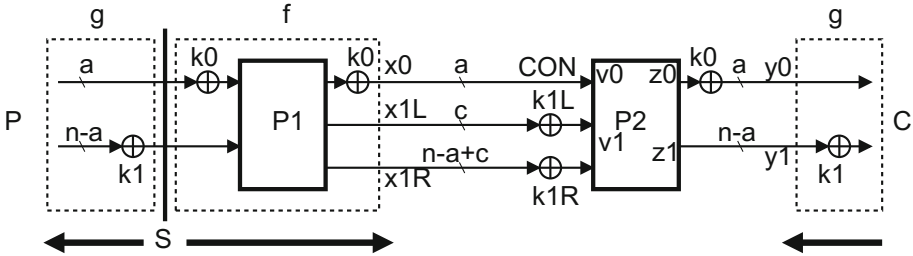 g
f
g
k0
k0
x0
a
CON
k0
a
y0
a
v0
z0
P
P1
x1L
c
k1L
P2
C
n-a
v1
k1
x1R
n-a+c
k1R
z1
n-a
y1
k1
S